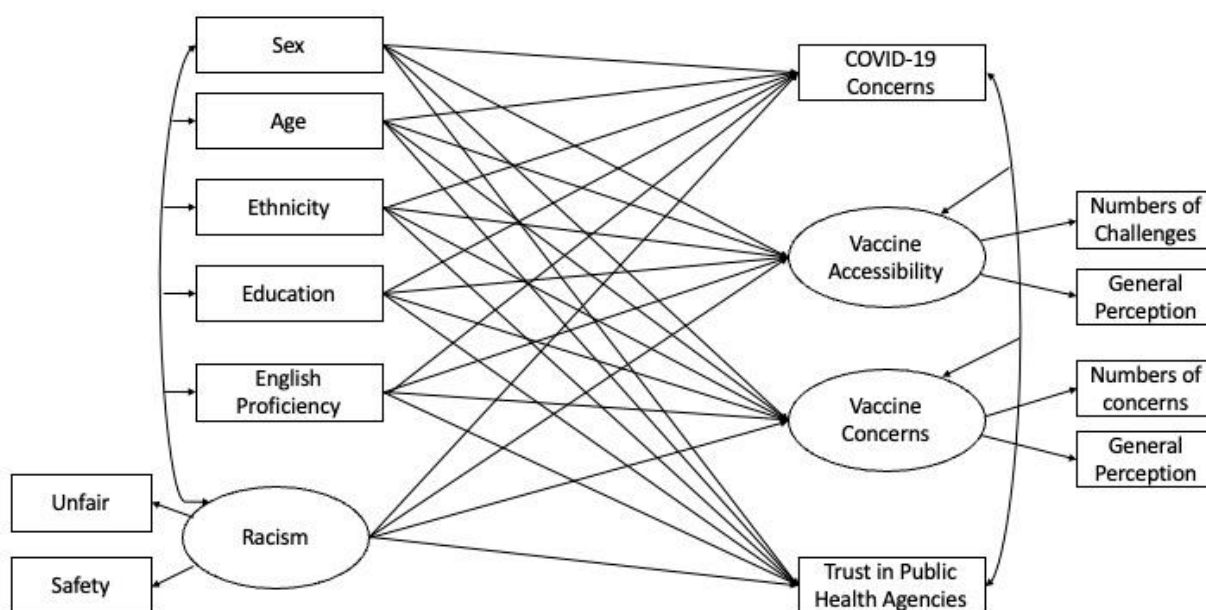 Sex
Age
Ethnicity
Education
English
Proficiency
Racism
Unfair
Safety
COVID-19
Concerns
Vaccine
Accessibility
Vaccine
Concerns
Trust in Public
Health Agencies
Numbers of
Challenges
General
Perception
Numbers of
concerns
General
Perception